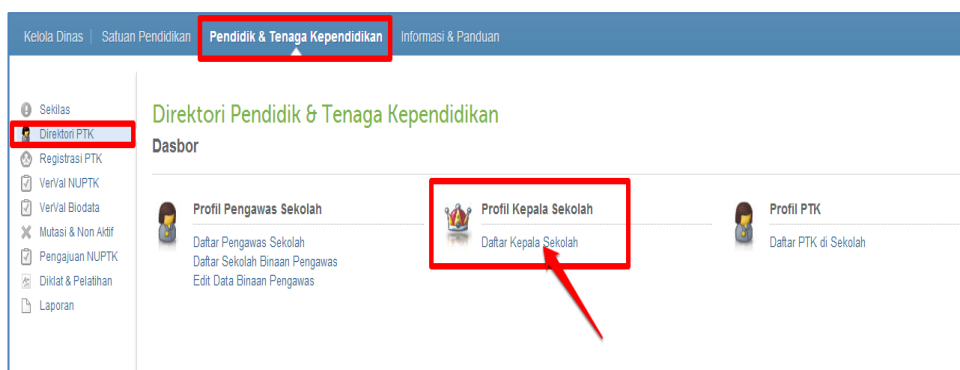 Kelola Dinas | Satuan Pendidikan Pendidik & Tenaga Kependidikan Informasi & Panduan
Sekilas
Direktori PTK
Registrasi PTK
VerVal NUPTK
VerVal Biodata
Mutasi & Non Aktif
Pengajuan NUPTK
Diklat & Pelatihan
Laporan
Direktori Pendidik & Tenaga Kependidikan
Dasbor
Profil Pengawas Sekolah
Daftar Pengawas Sekolah
Daftar Sekolah Binaan Pengawas
Edit Data Binaan Pengawas
Profil Kepala Sekolah
Daftar Kepala Sekolah
Profil PTK
Daftar PTK di Sekolah